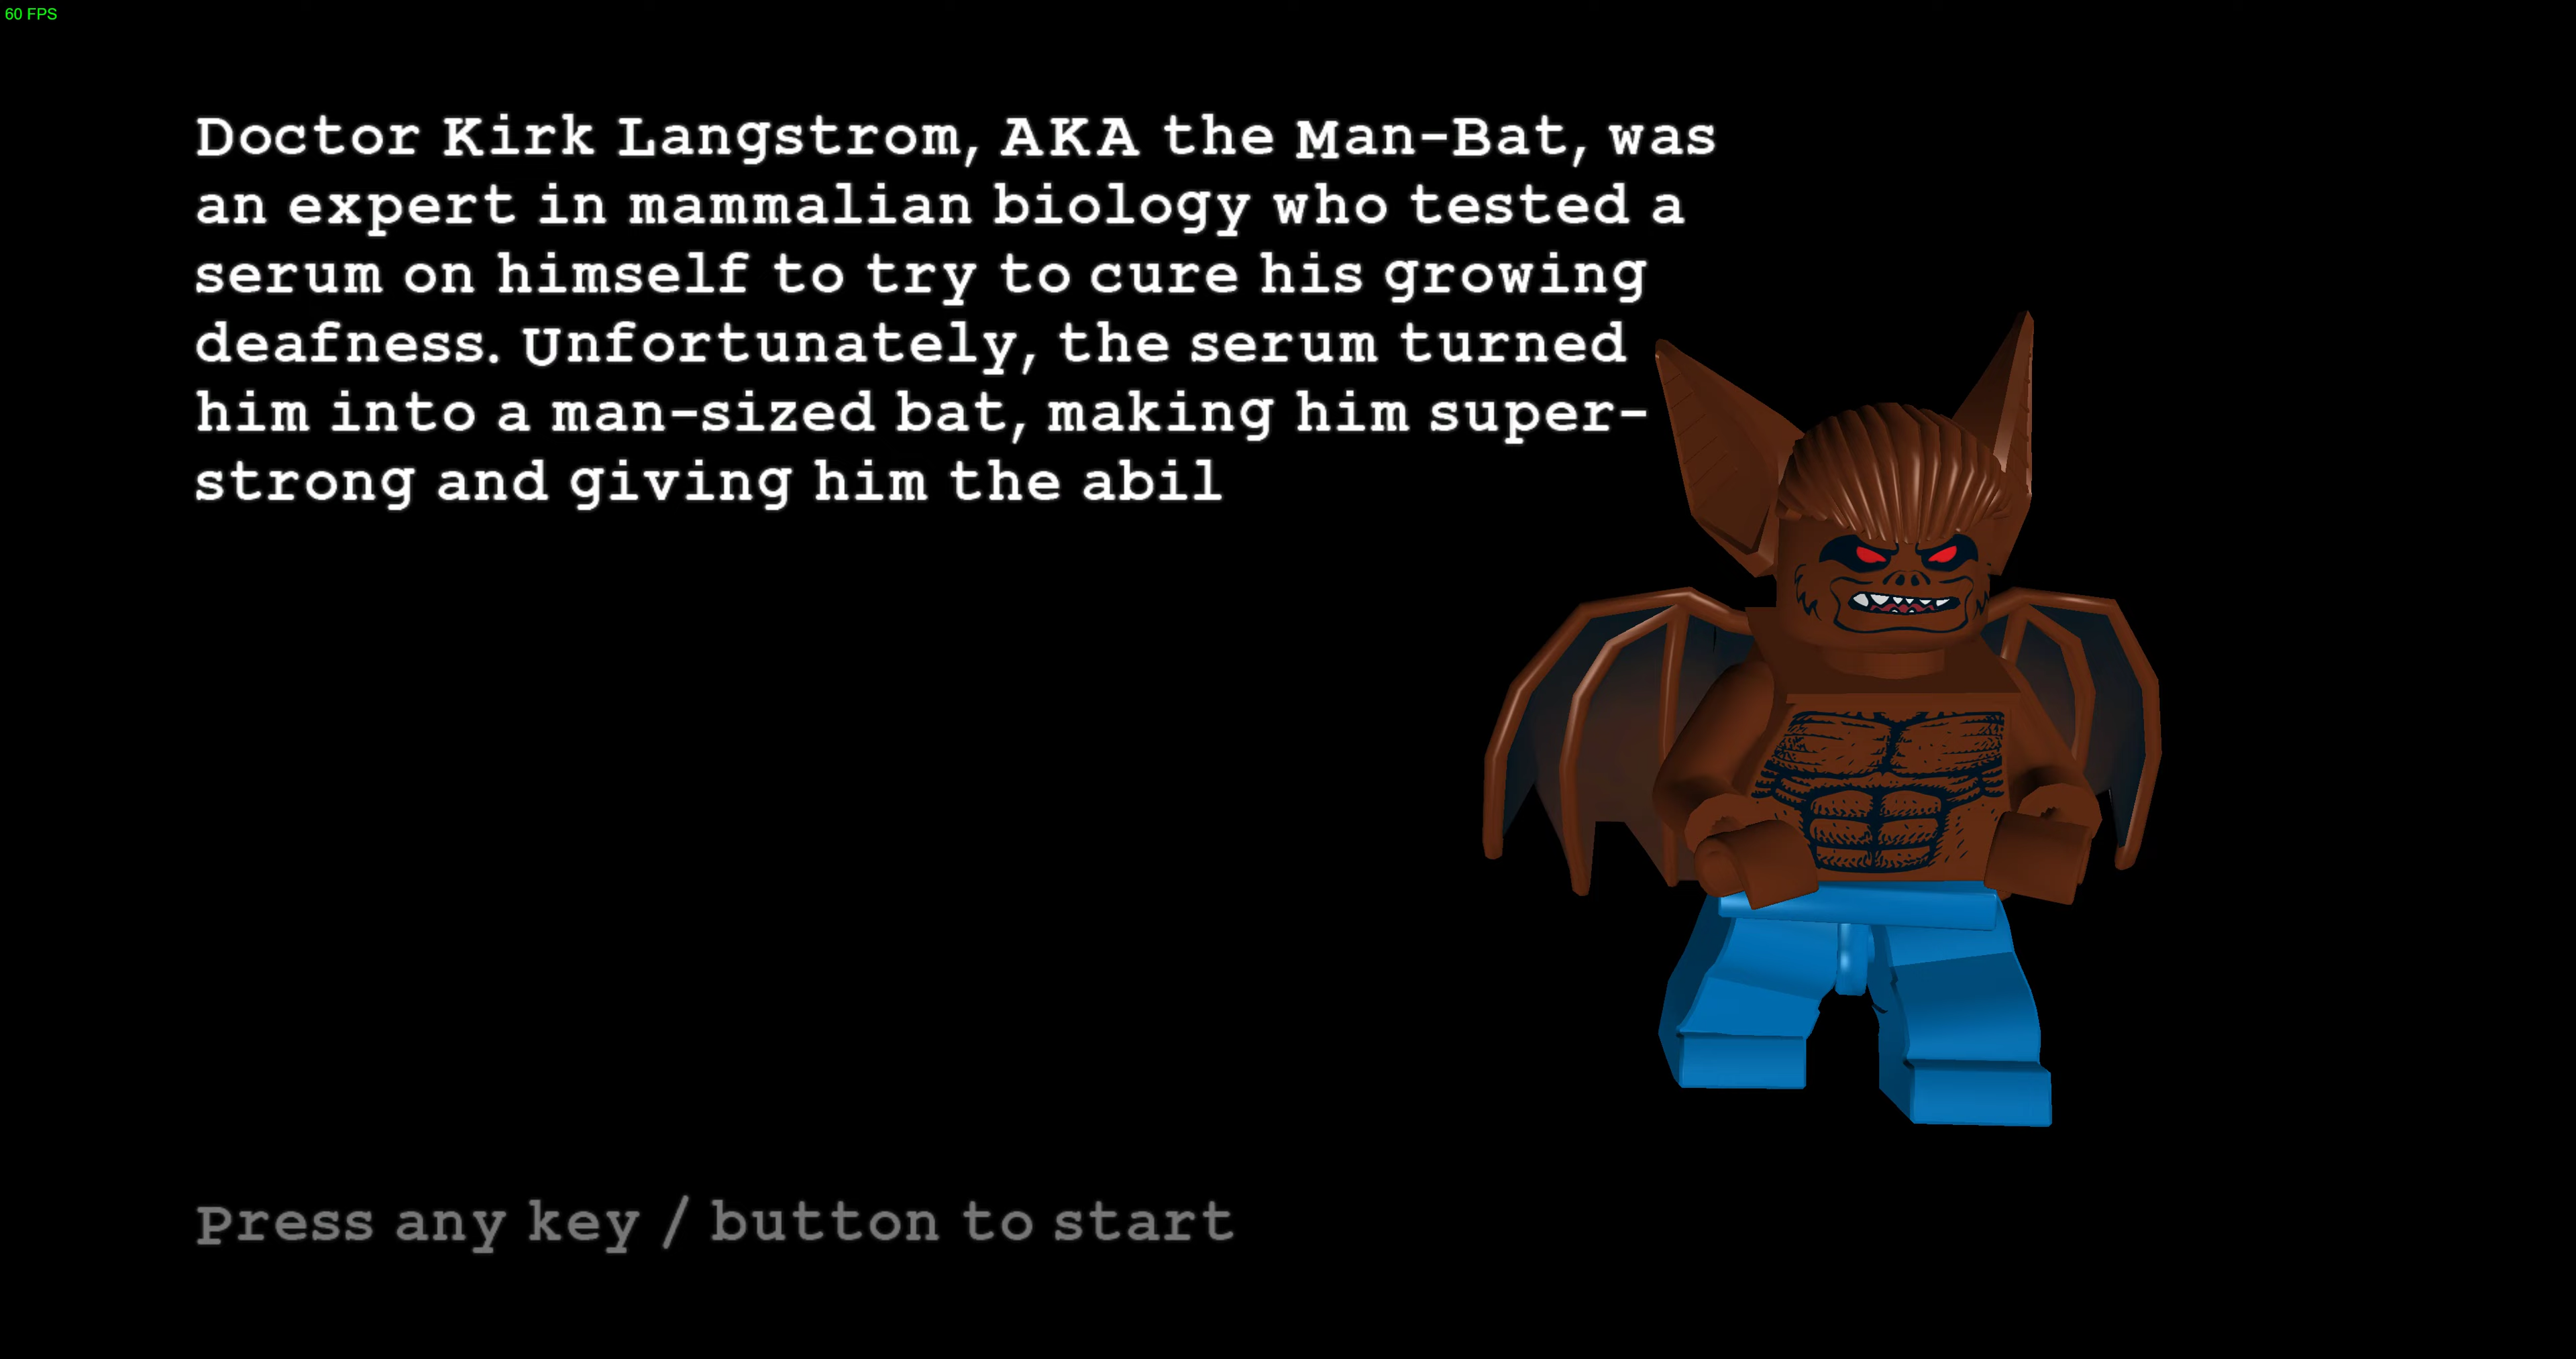 60 FPS
Doctor Kirk Langstrom, AKA the Man-Bat, was
an expert in mammalian biology who tested a
serum on himself to try to cure his growing
deafness. Unfortunately, the serum turned
him into a man-sized bat, making him super-
strong and giving him the abil
Press any key / button to start